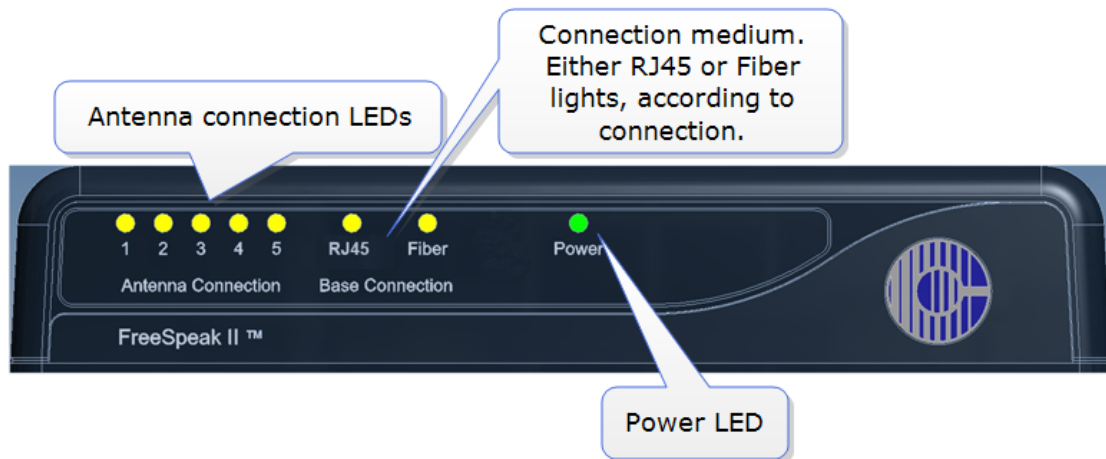 Connection medium.
Either RJ45 or Fiber
lights, according to
connection.
Antenna connection LEDs
1 2 3 4 5 RJ45 Fiber Power
Antenna Connection Base Connection
FreeSpeak II ™
Power LED